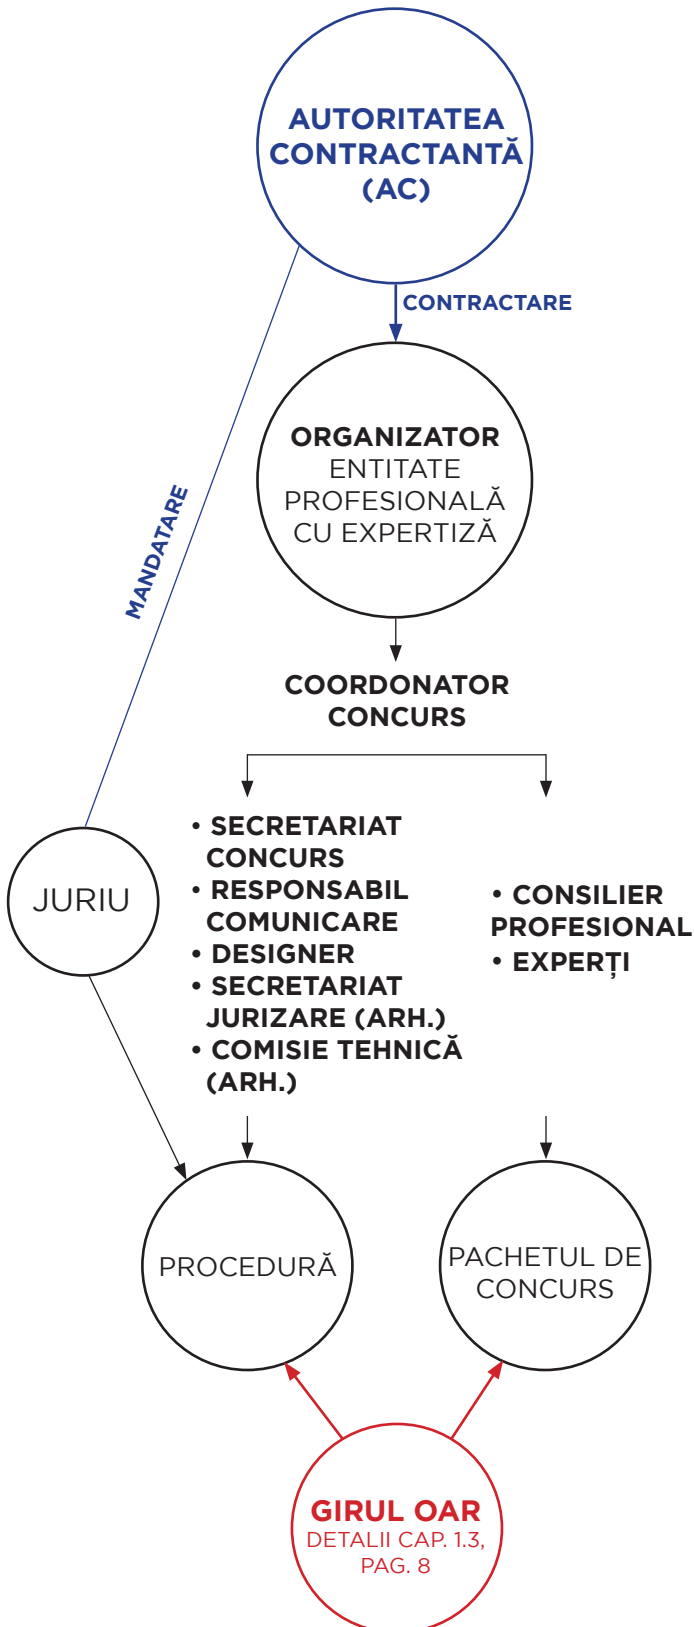 AUTORITATEA
CONTRACTANTĂ
(AC)
CONTRACTARE
ORGANIZATOR
ENTITATE
PROFESIONALĂ
CU EXPERTIZĂ
MANDATARE
COORDONATOR
CONCURS
JURIU
• SECRETARIAT
CONCURS
• RESPONSABIL
COMUNICARE
• DESIGNER
• SECRETARIAT
JURIZARE (ARH.)
• COMISIE TEHNICĂ
(ARH.)
• CONSILIER
PROFESIONAL
• EXPERȚI
PROCEDURĂ
PACHETUL DE
CONCURS
GIRUL OAR
DETALII CAP. 1.3,
PAG. 8